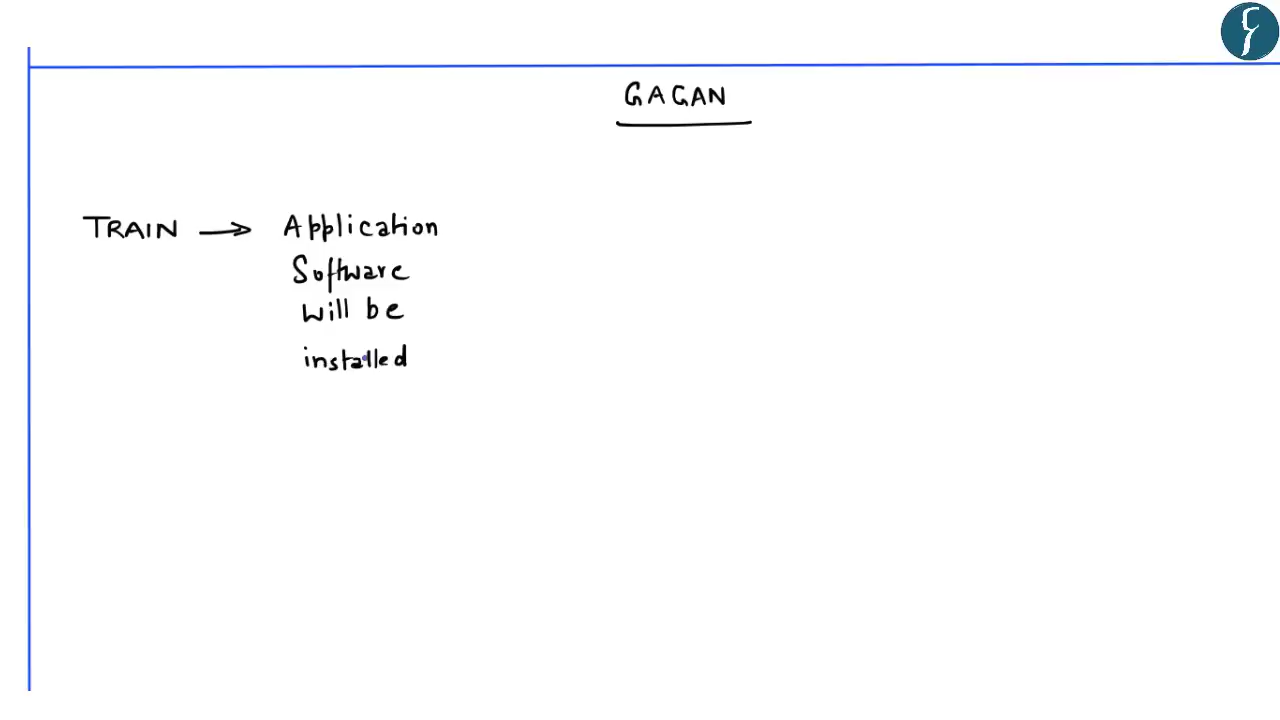 GAGAN
TRAIN → Application
Software
will be
installed